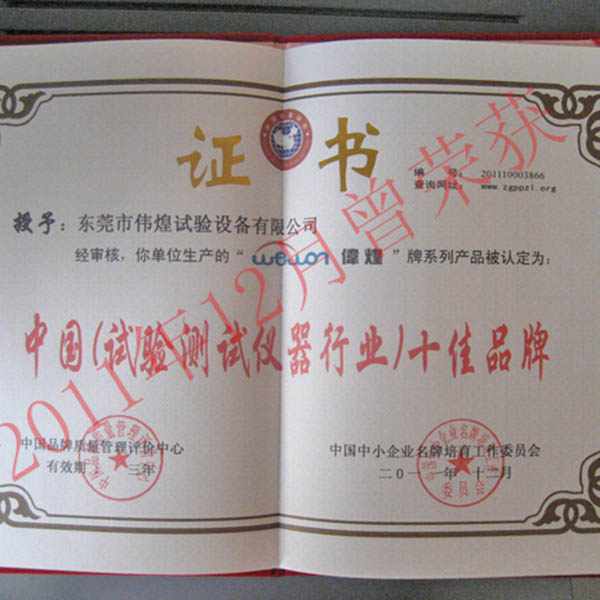 证书
编 号：201110003866
查询网址：www.zgppzl.org
授予：东莞市伟煌试验设备有限公司
经审核，你单位生产的“ wewon 偉煌 ”牌系列产品被认定为：
中国(试验测试仪器行业)十佳品牌
中国品牌质量管理评价中心
有效期 三年
中国中小企业名牌培育工作委员会
二〇一一年 十二月
委员会
2011年12月曾荣获